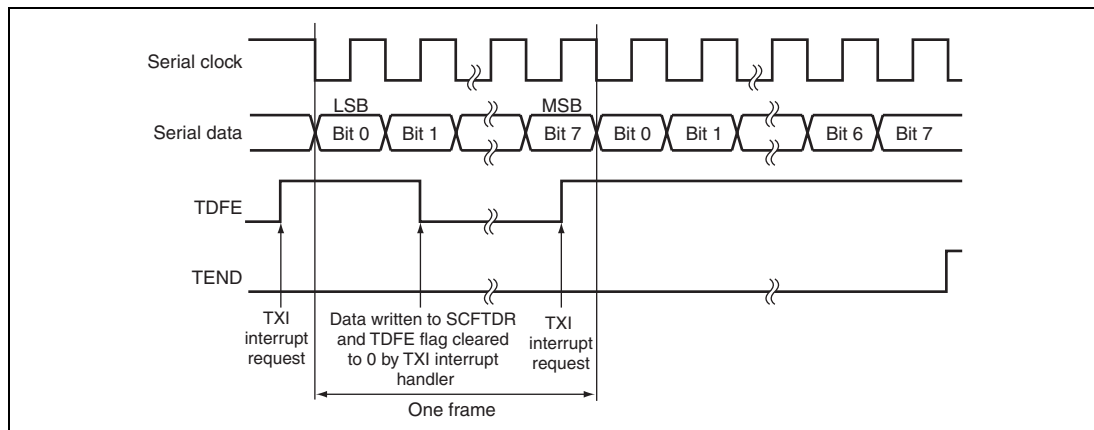 Serial clock
LSB
MSB
Serial data
Bit 0
Bit 1
Bit 7
Bit 0
Bit 1
Bit 6
Bit 7
TDFE
TEND
TXI
interrupt
request
Data written to SCFTDR
and TDFE flag cleared
to 0 by TXI interrupt
handler
TXI
interrupt
request
One frame